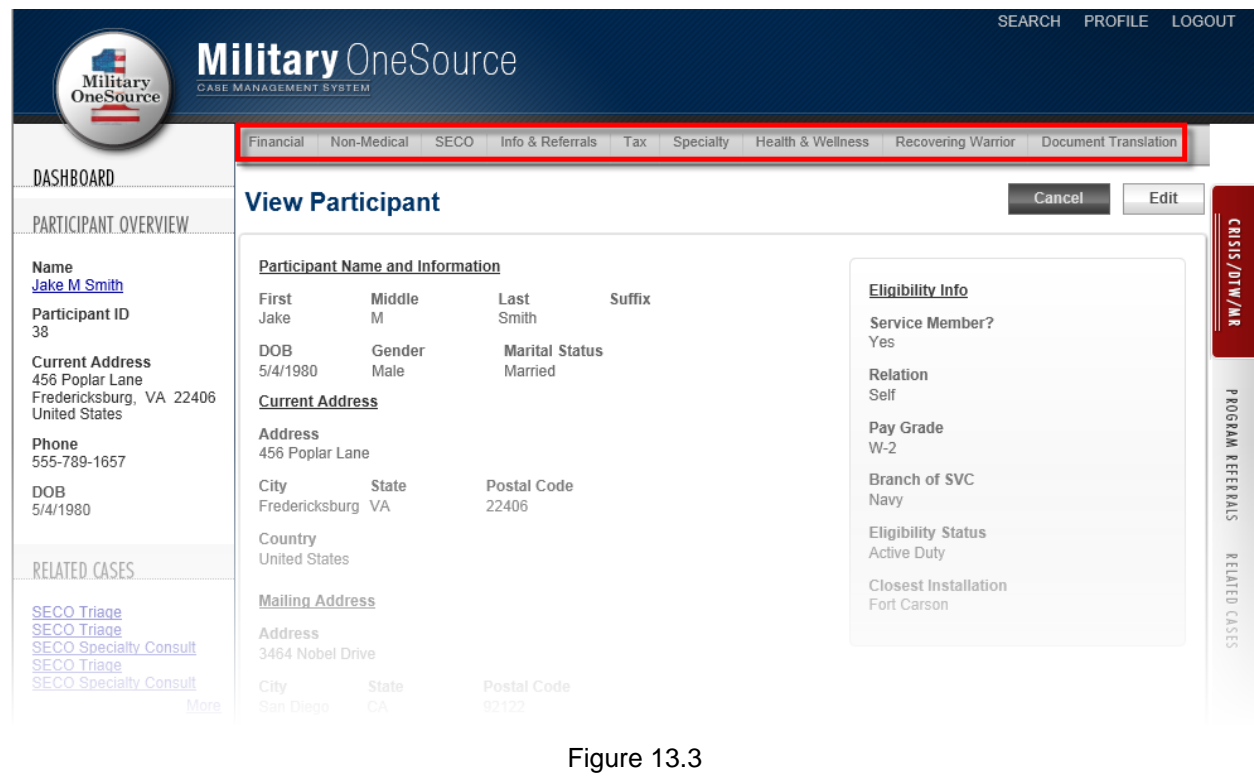 SEARCH PROFILE LOGOUT
Military OneSource
CASE MANAGEMENT SYSTEM
Military
OneSource
Financial Non-Medical SECO Info & Referrals Tax Specialty Health & Wellness Recovering Warrior Document Translation
DASHBOARD
PARTICIPANT OVERVIEW
Name
Jake M Smith
Participant ID
38
Current Address
456 Poplar Lane
Fredericksburg, VA 22406
United States
Phone
555-789-1657
DOB
5/4/1980
RELATED CASES
SECO Triage
SECO Triage
SECO Specialty Consult
SECO Triage
SECO Specialty Consult
More
View Participant
Cancel Edit
Participant Name and Information
First Middle Last Suffix
Jake M Smith
DOB Gender Marital Status
5/4/1980 Male Married
Current Address
Address
456 Poplar Lane
City State Postal Code
Fredericksburg VA 22406
Country
United States
Mailing Address
Address
3464 Nobel Drive
City State Postal Code
San Diego CA 92122
Eligibility Info
Service Member?
Yes
Relation
Self
Pay Grade
W-2
Branch of SVC
Navy
Eligibility Status
Active Duty
Closest Installation
Fort Carson
CRISIS/DTW/MR
PROGRAM REFERRALS
RELATED CASES
Figure 13.3